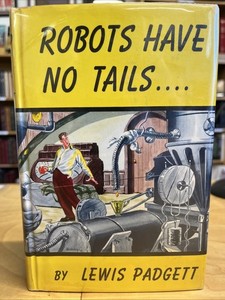 ROBOTS HAVE
NO TAILS....
BY LEWIS PADGETT